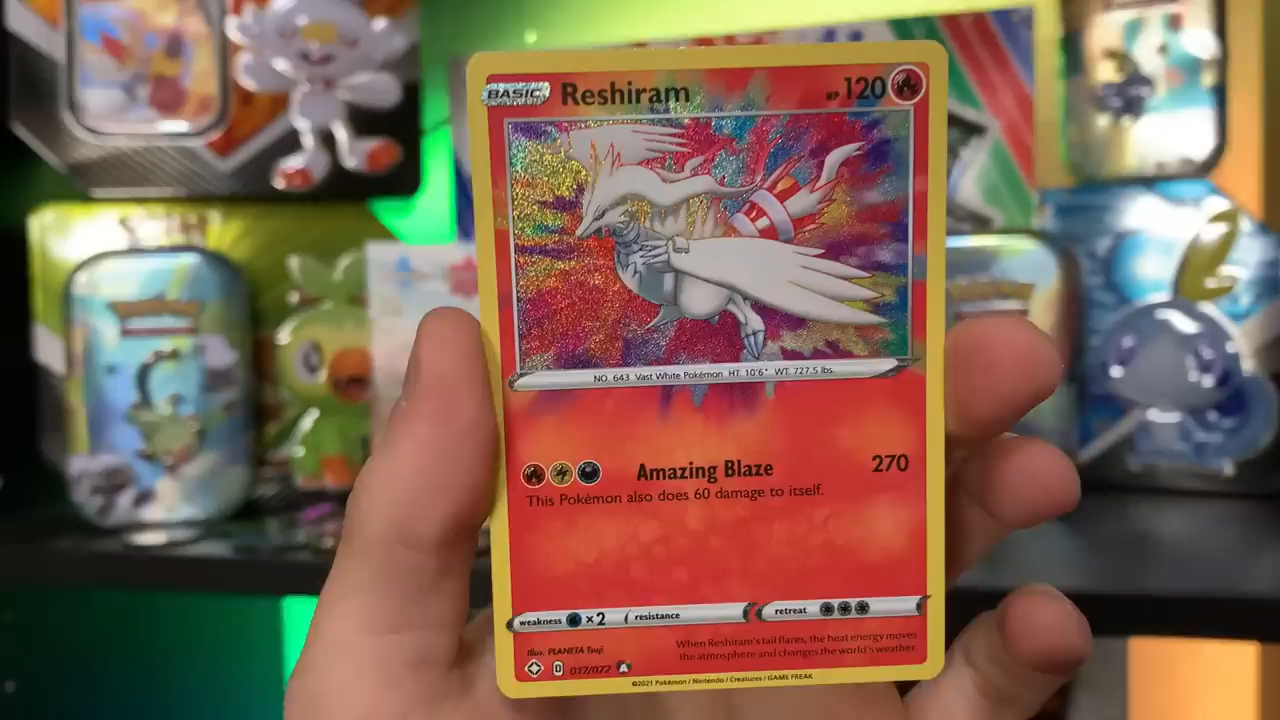 BASIC Reshiram HP 120
NO. 643 Vast White Pokémon HT: 10'6" WT: 727.5 lbs.
Amazing Blaze 270
This Pokémon also does 60 damage to itself.
weakness ×2 resistance retreat
When Reshiram's tail flares, the heat energy moves
the atmosphere and changes the world's weather.
Illus. PLANETA Tsuji
D 017/072 A
©2021 Pokémon / Nintendo / Creatures / GAME FREAK